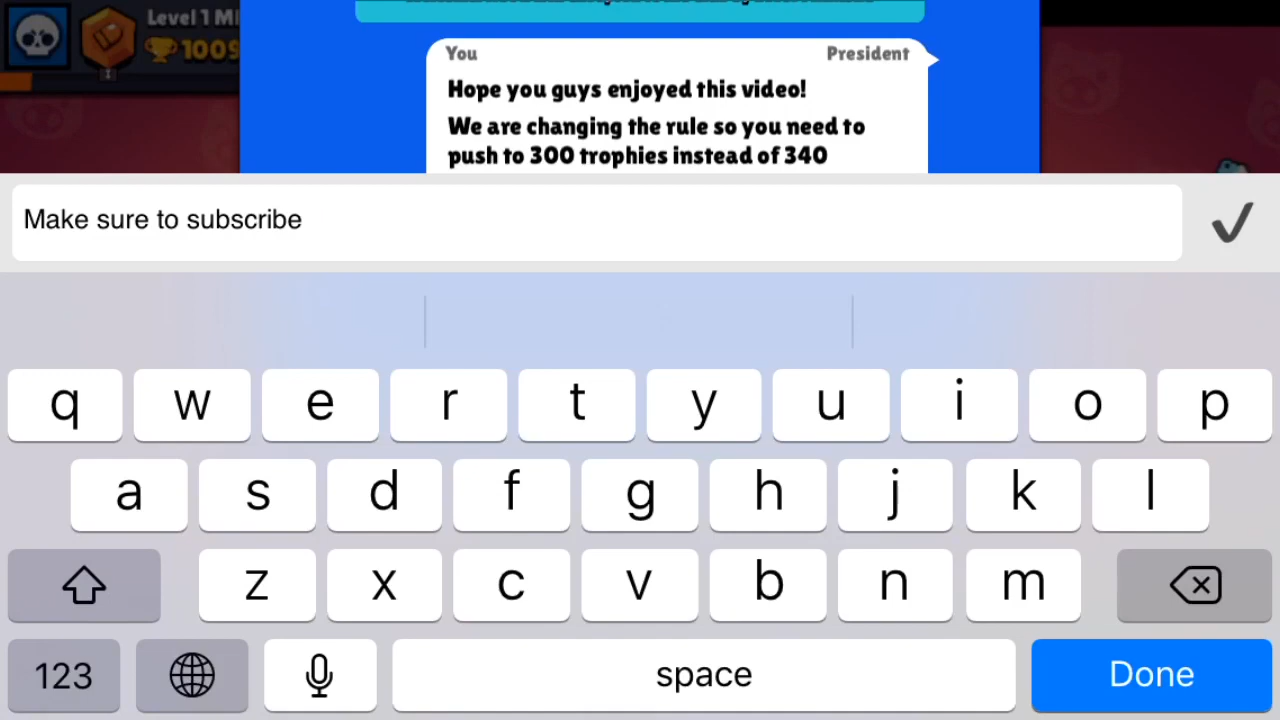 Level 1
1009
You President
Hope you guys enjoyed this video!
We are changing the rule so you need to
push to 300 trophies instead of 340
Make sure to subscribe
q w e r t y u i o p
a s d f g h j k l
z x c v b n m
123 space Done